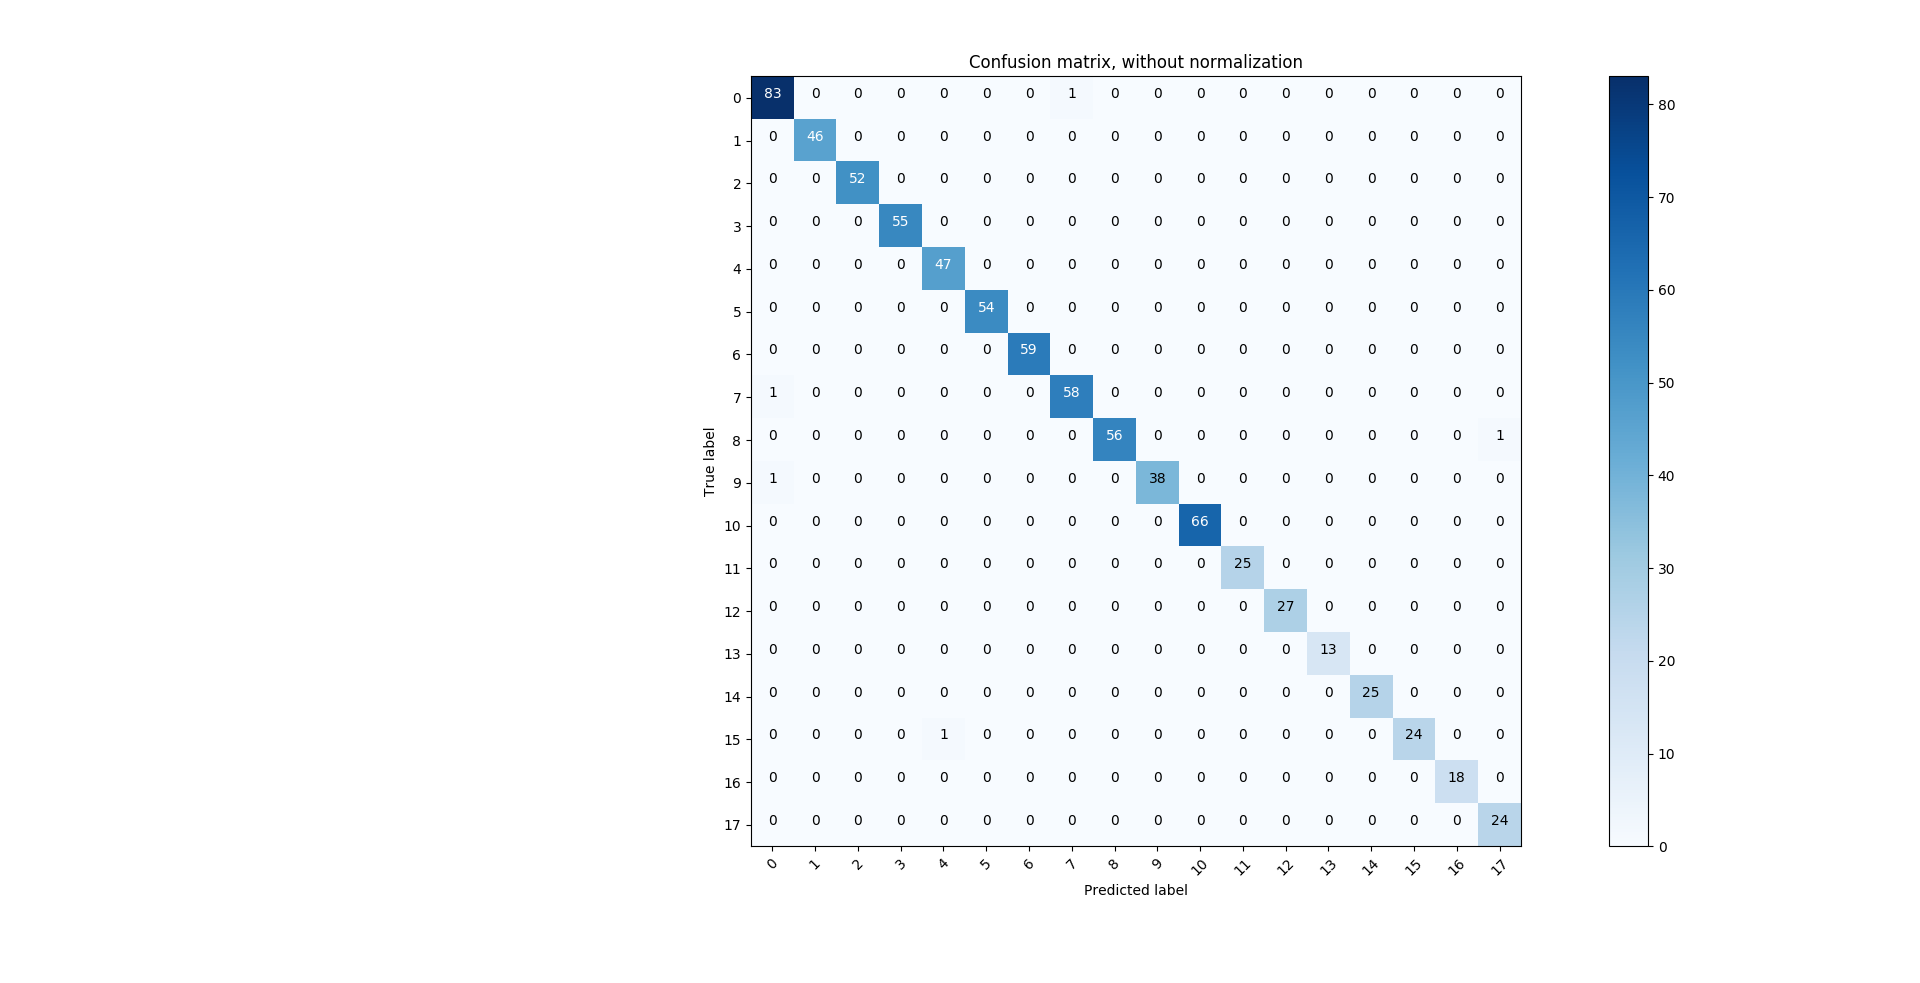 Confusion matrix, without normalization
0 83 0 0 0 0 0 0 1 0 0 0 0 0 0 0 0 0 0
1 0 46 0 0 0 0 0 0 0 0 0 0 0 0 0 0 0 0
2 0 0 52 0 0 0 0 0 0 0 0 0 0 0 0 0 0 0
3 0 0 0 55 0 0 0 0 0 0 0 0 0 0 0 0 0 0
4 0 0 0 0 47 0 0 0 0 0 0 0 0 0 0 0 0 0
5 0 0 0 0 0 54 0 0 0 0 0 0 0 0 0 0 0 0
6 0 0 0 0 0 0 59 0 0 0 0 0 0 0 0 0 0 0
7 1 0 0 0 0 0 0 58 0 0 0 0 0 0 0 0 0 0
8 0 0 0 0 0 0 0 0 56 0 0 0 0 0 0 0 0 1
9 1 0 0 0 0 0 0 0 0 38 0 0 0 0 0 0 0 0
10 0 0 0 0 0 0 0 0 0 0 66 0 0 0 0 0 0 0
11 0 0 0 0 0 0 0 0 0 0 0 25 0 0 0 0 0 0
12 0 0 0 0 0 0 0 0 0 0 0 0 27 0 0 0 0 0
13 0 0 0 0 0 0 0 0 0 0 0 0 0 13 0 0 0 0
14 0 0 0 0 0 0 0 0 0 0 0 0 0 0 25 0 0 0
15 0 0 0 0 1 0 0 0 0 0 0 0 0 0 0 24 0 0
16 0 0 0 0 0 0 0 0 0 0 0 0 0 0 0 0 18 0
17 0 0 0 0 0 0 0 0 0 0 0 0 0 0 0 0 0 24
0 1 2 3 4 5 6 7 8 9 10 11 12 13 14 15 16 17
Predicted label
True label
80
70
60
50
40
30
20
10
0